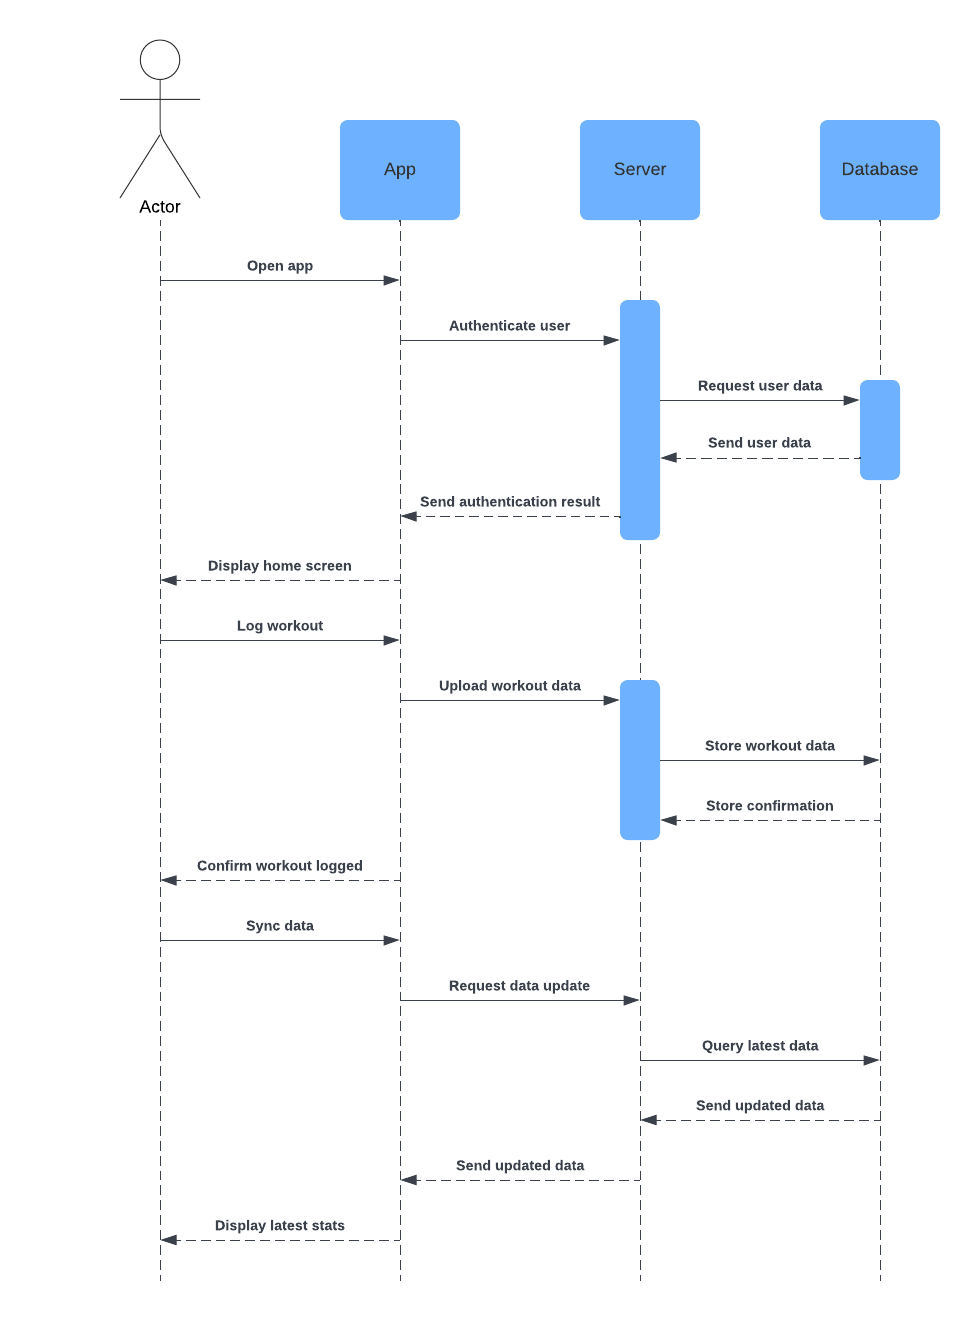 Actor
App
Server
Database
Open app
Authenticate user
Request user data
Send user data
Send authentication result
Display home screen
Log workout
Upload workout data
Store workout data
Store confirmation
Confirm workout logged
Sync data
Request data update
Query latest data
Send updated data
Send updated data
Display latest stats